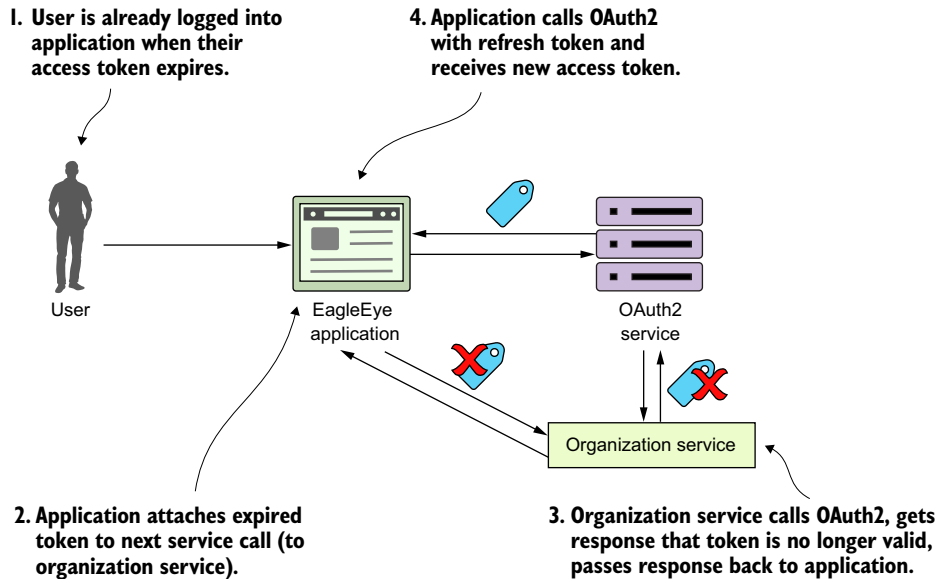 1. User is already logged into
application when their
access token expires.
4. Application calls OAuth2
with refresh token and
receives new access token.
User
EagleEye
application
OAuth2
service
Organization service
2. Application attaches expired
token to next service call (to
organization service).
3. Organization service calls OAuth2, gets
response that token is no longer valid,
passes response back to application.